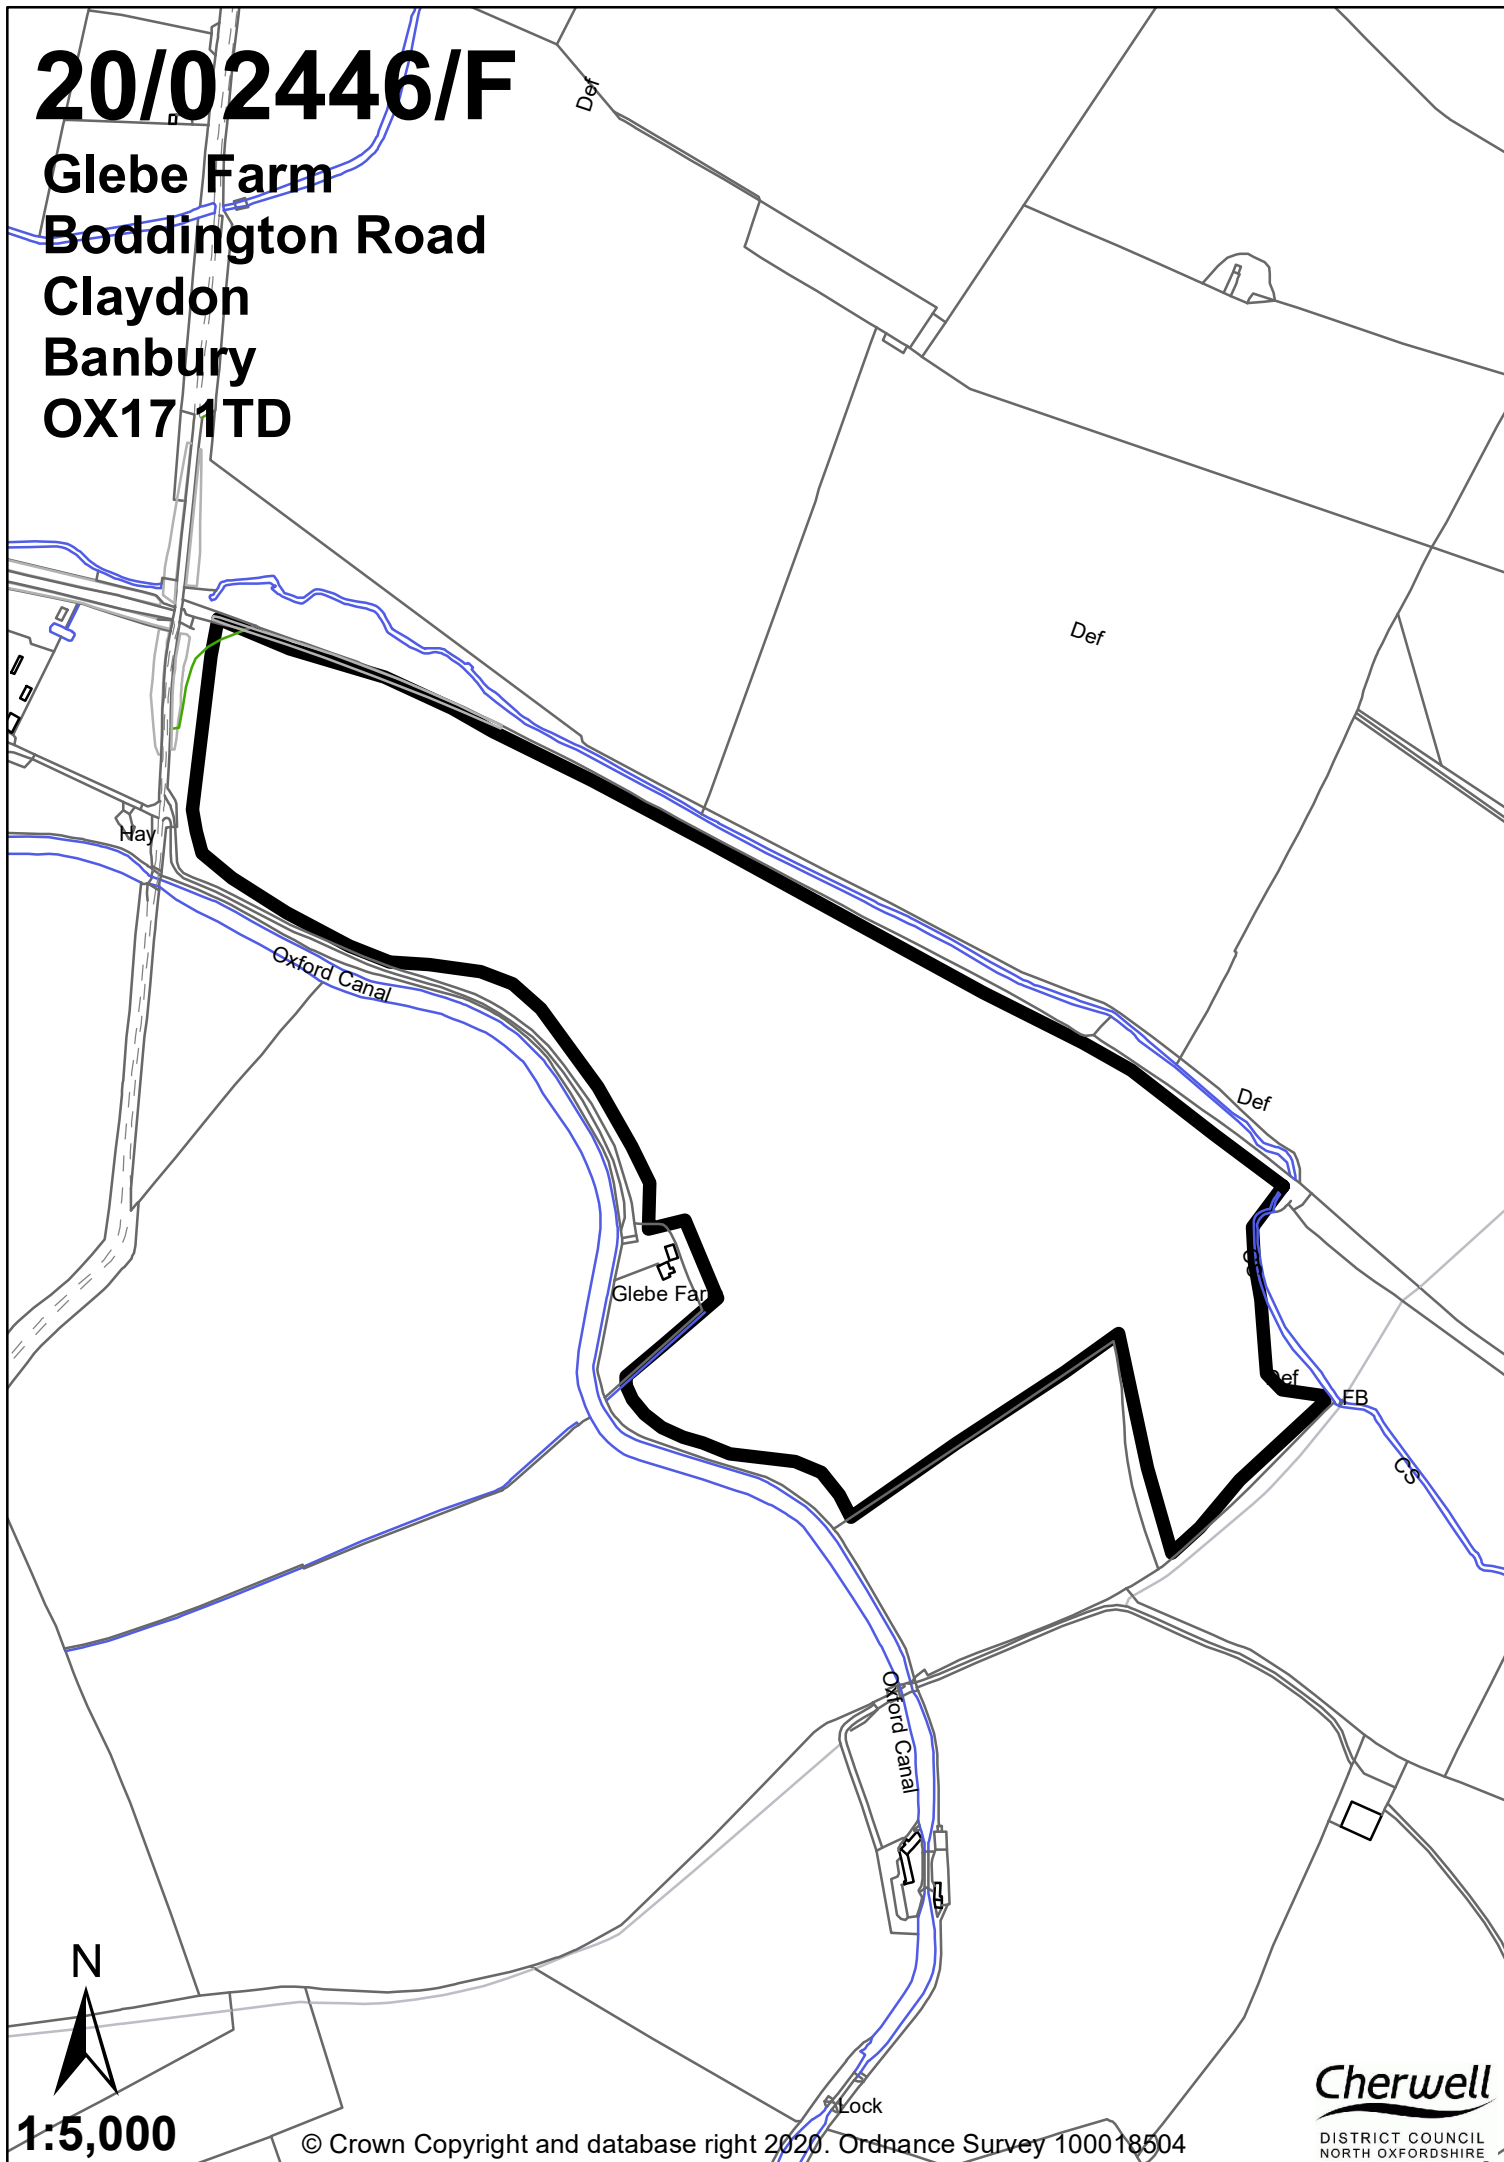 20/02446/F
Glebe Farm
Boddington Road
Claydon
Banbury
OX17 1TD
Def
Def
Hay
Oxford Canal
Def
CS
Glebe Far
Def
FB
CS
Oxford Canal
N
1:5,000
Lock
© Crown Copyright and database right 2020. Ordnance Survey 100018504
Cherwell
DISTRICT COUNCIL
NORTH OXFORDSHIRE